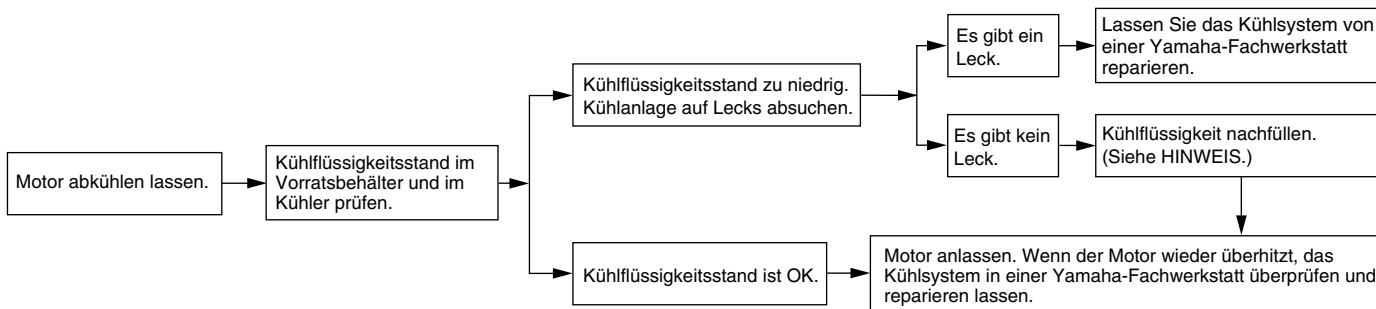 Motor abkühlen lassen.
Kühlflüssigkeitsstand im
Vorratsbehälter und im
Kühler prüfen.
Kühlflüssigkeitsstand zu niedrig.
Kühlanlage auf Lecks absuchen.
Es gibt ein
Leck.
Lassen Sie das Kühlsystem von
einer Yamaha-Fachwerkstatt
reparieren.
Es gibt kein
Leck.
Kühlflüssigkeit nachfüllen.
(Siehe HINWEIS.)
Kühlflüssigkeitsstand ist OK.
Motor anlassen. Wenn der Motor wieder überhitzt, das
Kühlsystem in einer Yamaha-Fachwerkstatt überprüfen und
reparieren lassen.